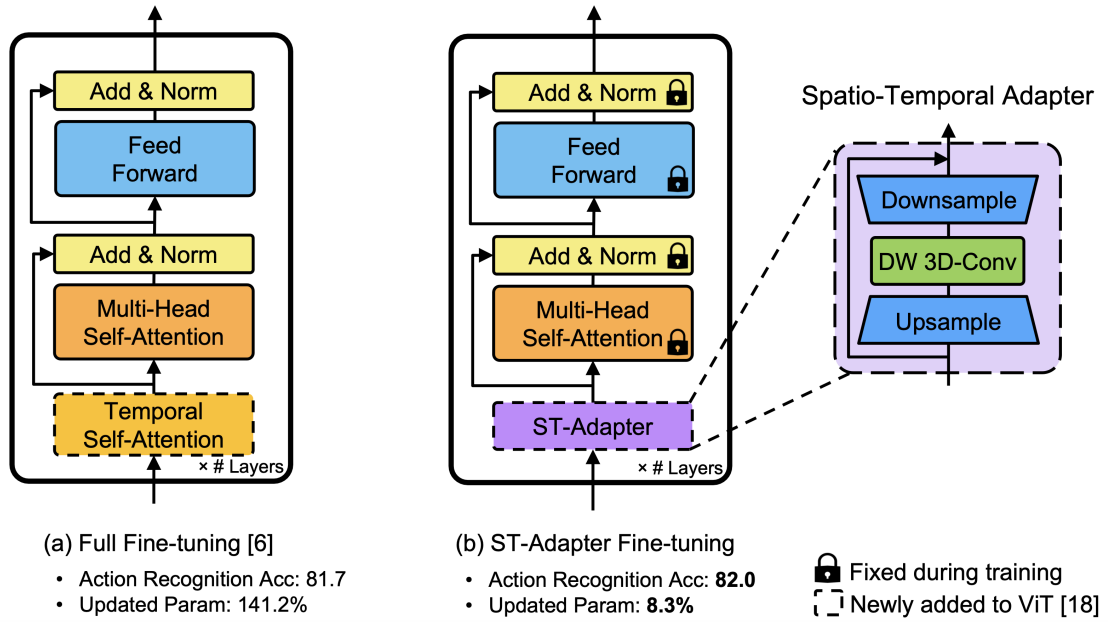 Add & Norm
Feed
Forward
Add & Norm
Multi-Head
Self-Attention
Temporal
Self-Attention
× # Layers
(a) Full Fine-tuning [6]
• Action Recognition Acc: 81.7
• Updated Param: 141.2%
Add & Norm
Feed
Forward
Add & Norm
Multi-Head
Self-Attention
ST-Adapter
× # Layers
(b) ST-Adapter Fine-tuning
• Action Recognition Acc: 82.0
• Updated Param: 8.3%
Spatio-Temporal Adapter
Downsample
DW 3D-Conv
Upsample
Fixed during training
Newly added to ViT [18]